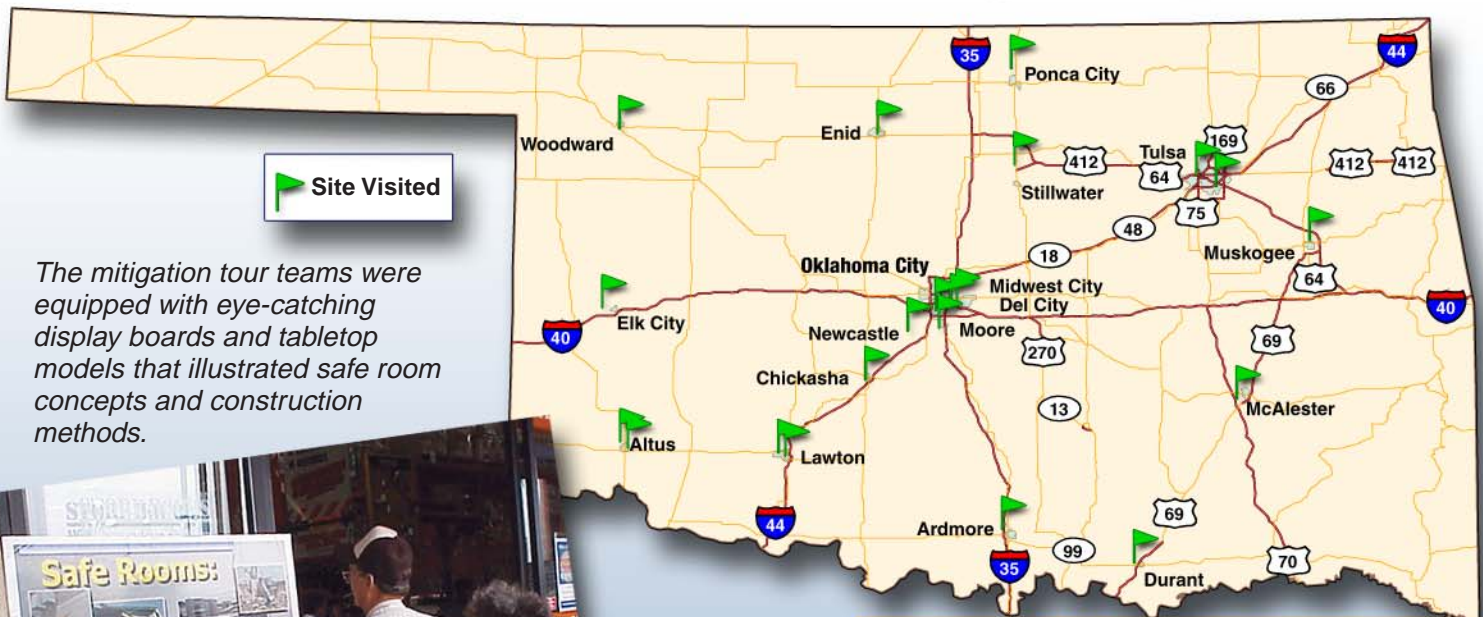 35
44
Ponca City
66
Woodward
Enid
Tulsa
169
412
64
412
412
Stillwater
Site Visited
75
48
Muskogee
18
64
The mitigation tour teams were
equipped with eye-catching
display boards and tabletop
models that illustrated safe room
concepts and construction
methods.
Oklahoma City
Midwest City
Del City
Elk City
40
Newcastle
Moore
40
270
69
Chickasha
13
McAlester
Altus
Lawton
69
44
Ardmore
99
35
Durant
70
Safe Rooms: